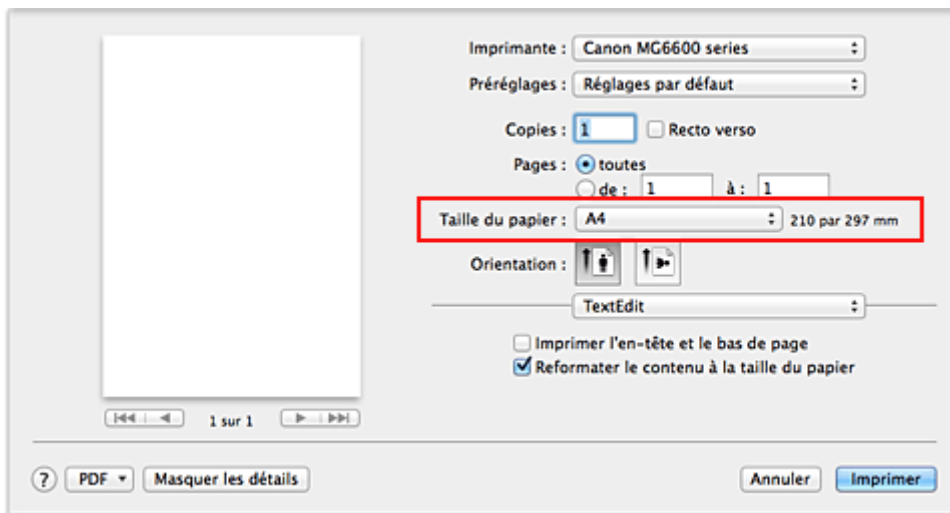 Imprimante : Canon MG6600 series
Préréglages : Réglages par défaut
Copies : 1 Recto verso
Pages : toutes
de : 1 à : 1
Taille du papier : A4 210 par 297 mm
Orientation :
TextEdit
Imprimer l'en-tête et le bas de page
Reformater le contenu à la taille du papier
1 sur 1
? PDF Masquer les détails Annuler Imprimer